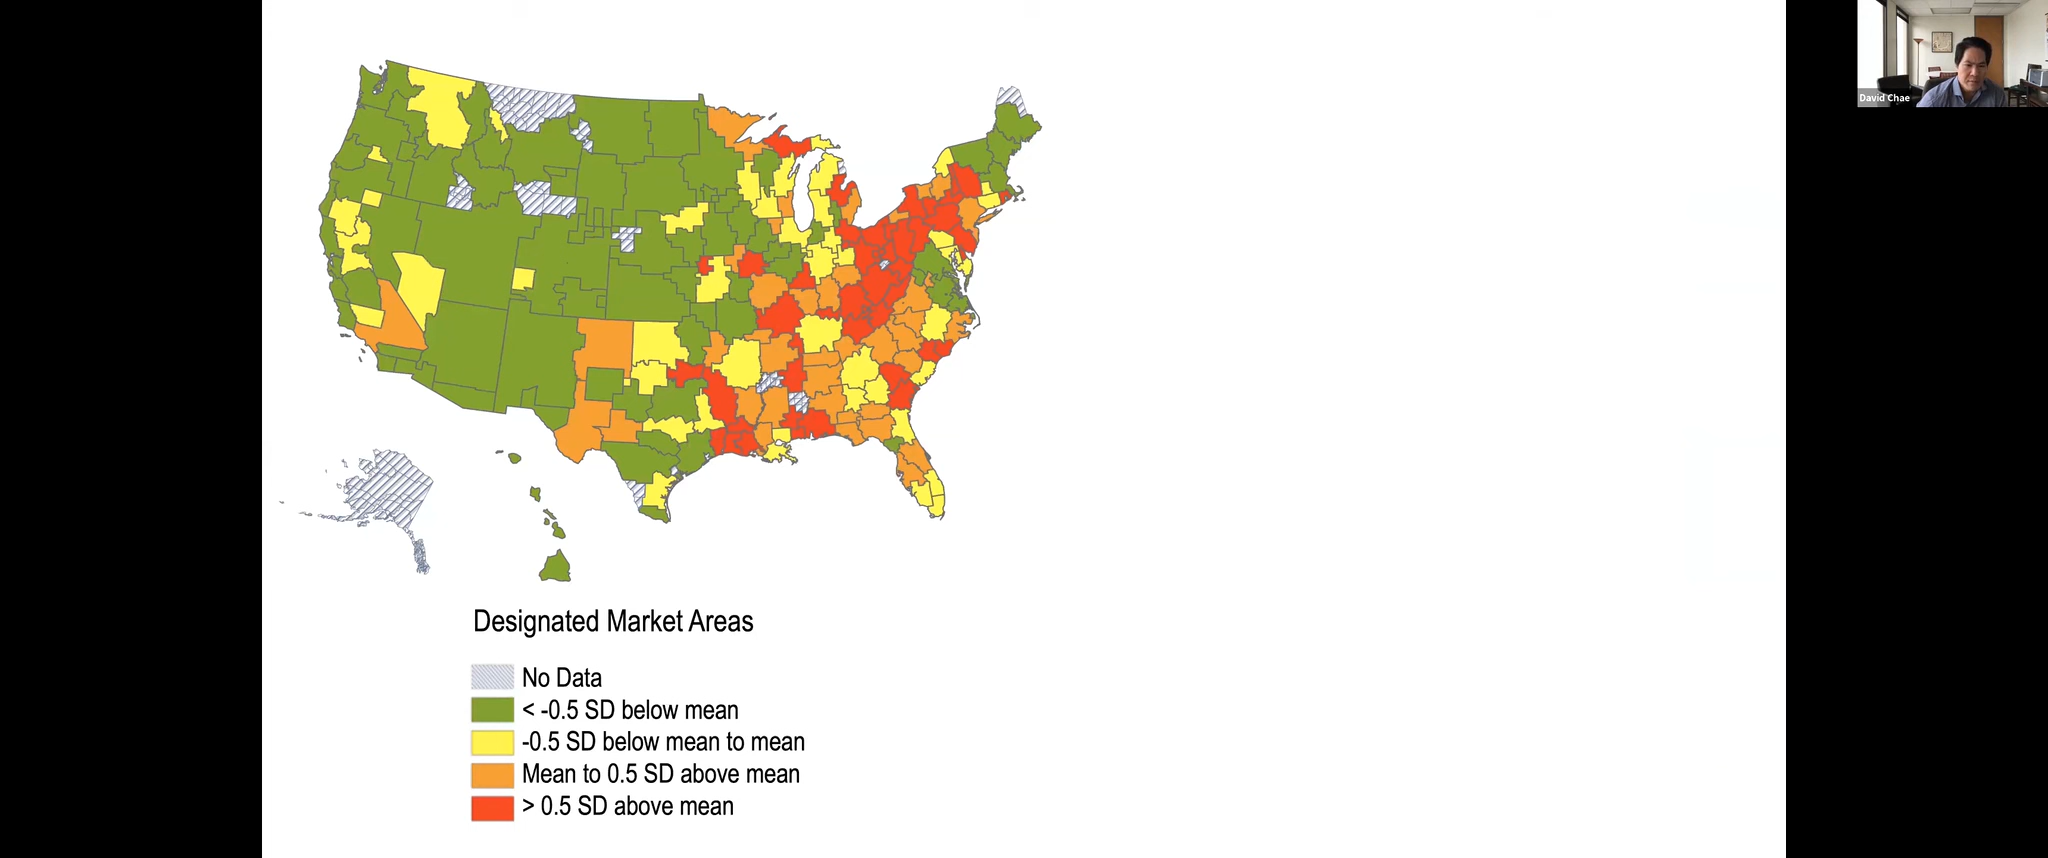 David Chae
Designated Market Areas
No Data
< -0.5 SD below mean
-0.5 SD below mean to mean
Mean to 0.5 SD above mean
> 0.5 SD above mean